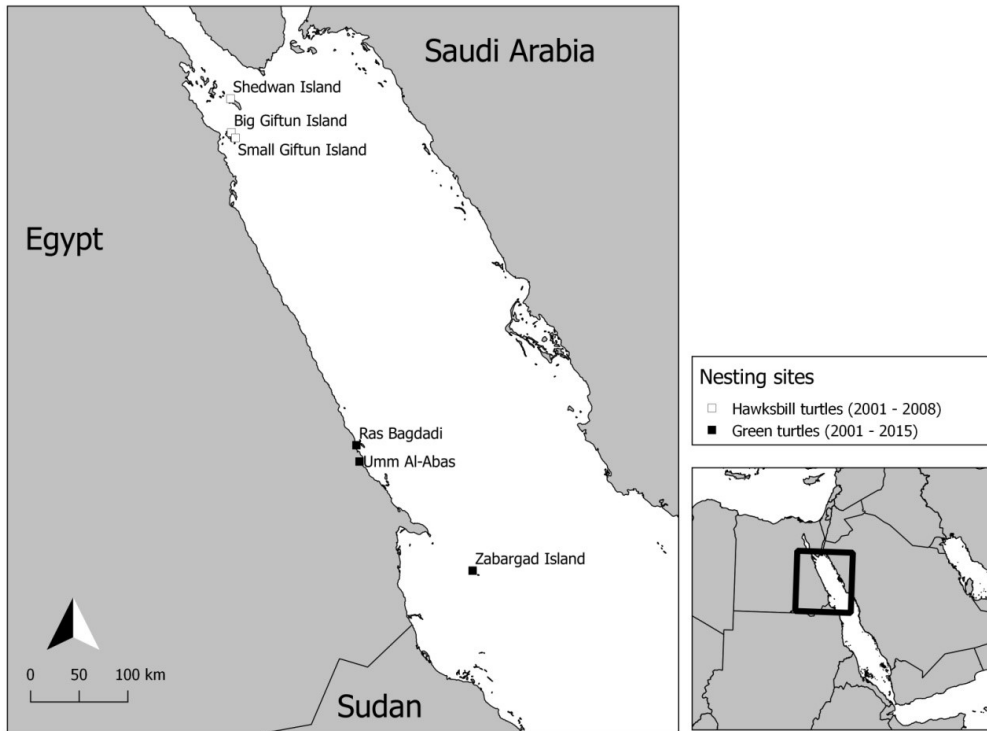 Saudi Arabia
Shedwan Island
Big Giftun Island
Small Giftun Island
Egypt
Nesting sites
Hawksbill turtles (2001 - 2008)
Green turtles (2001 - 2015)
Ras Bagdadi
Umm Al-Abas
Zabargad Island
0 50 100 km
Sudan